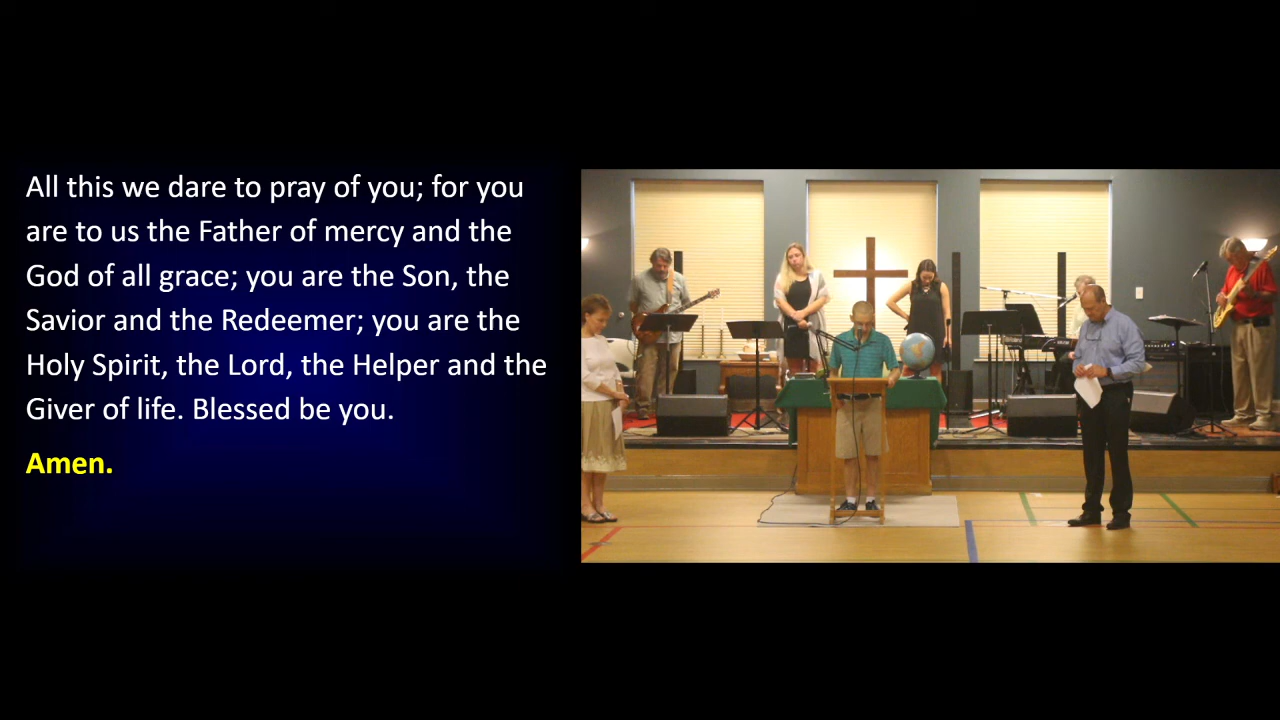 All this we dare to pray of you; for you
are to us the Father of mercy and the
God of all grace; you are the Son, the
Savior and the Redeemer; you are the
Holy Spirit, the Lord, the Helper and the
Giver of life. Blessed be you.
Amen.